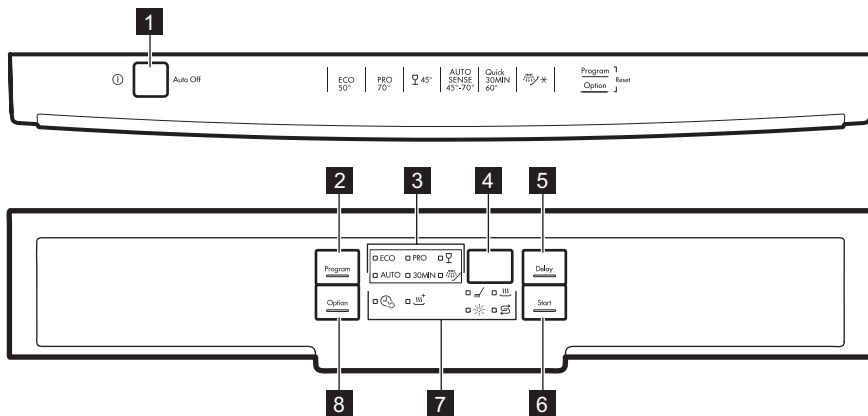 1
Auto Off
ECO
50°
PRO
70°
45°
AUTO
SENSE
45°-70°
Quick
30MIN
60°
Program
Option
Reset
2
3
4
5
Program
ECO
PRO
AUTO
30MIN
Delay
Option
Start
8
7
6